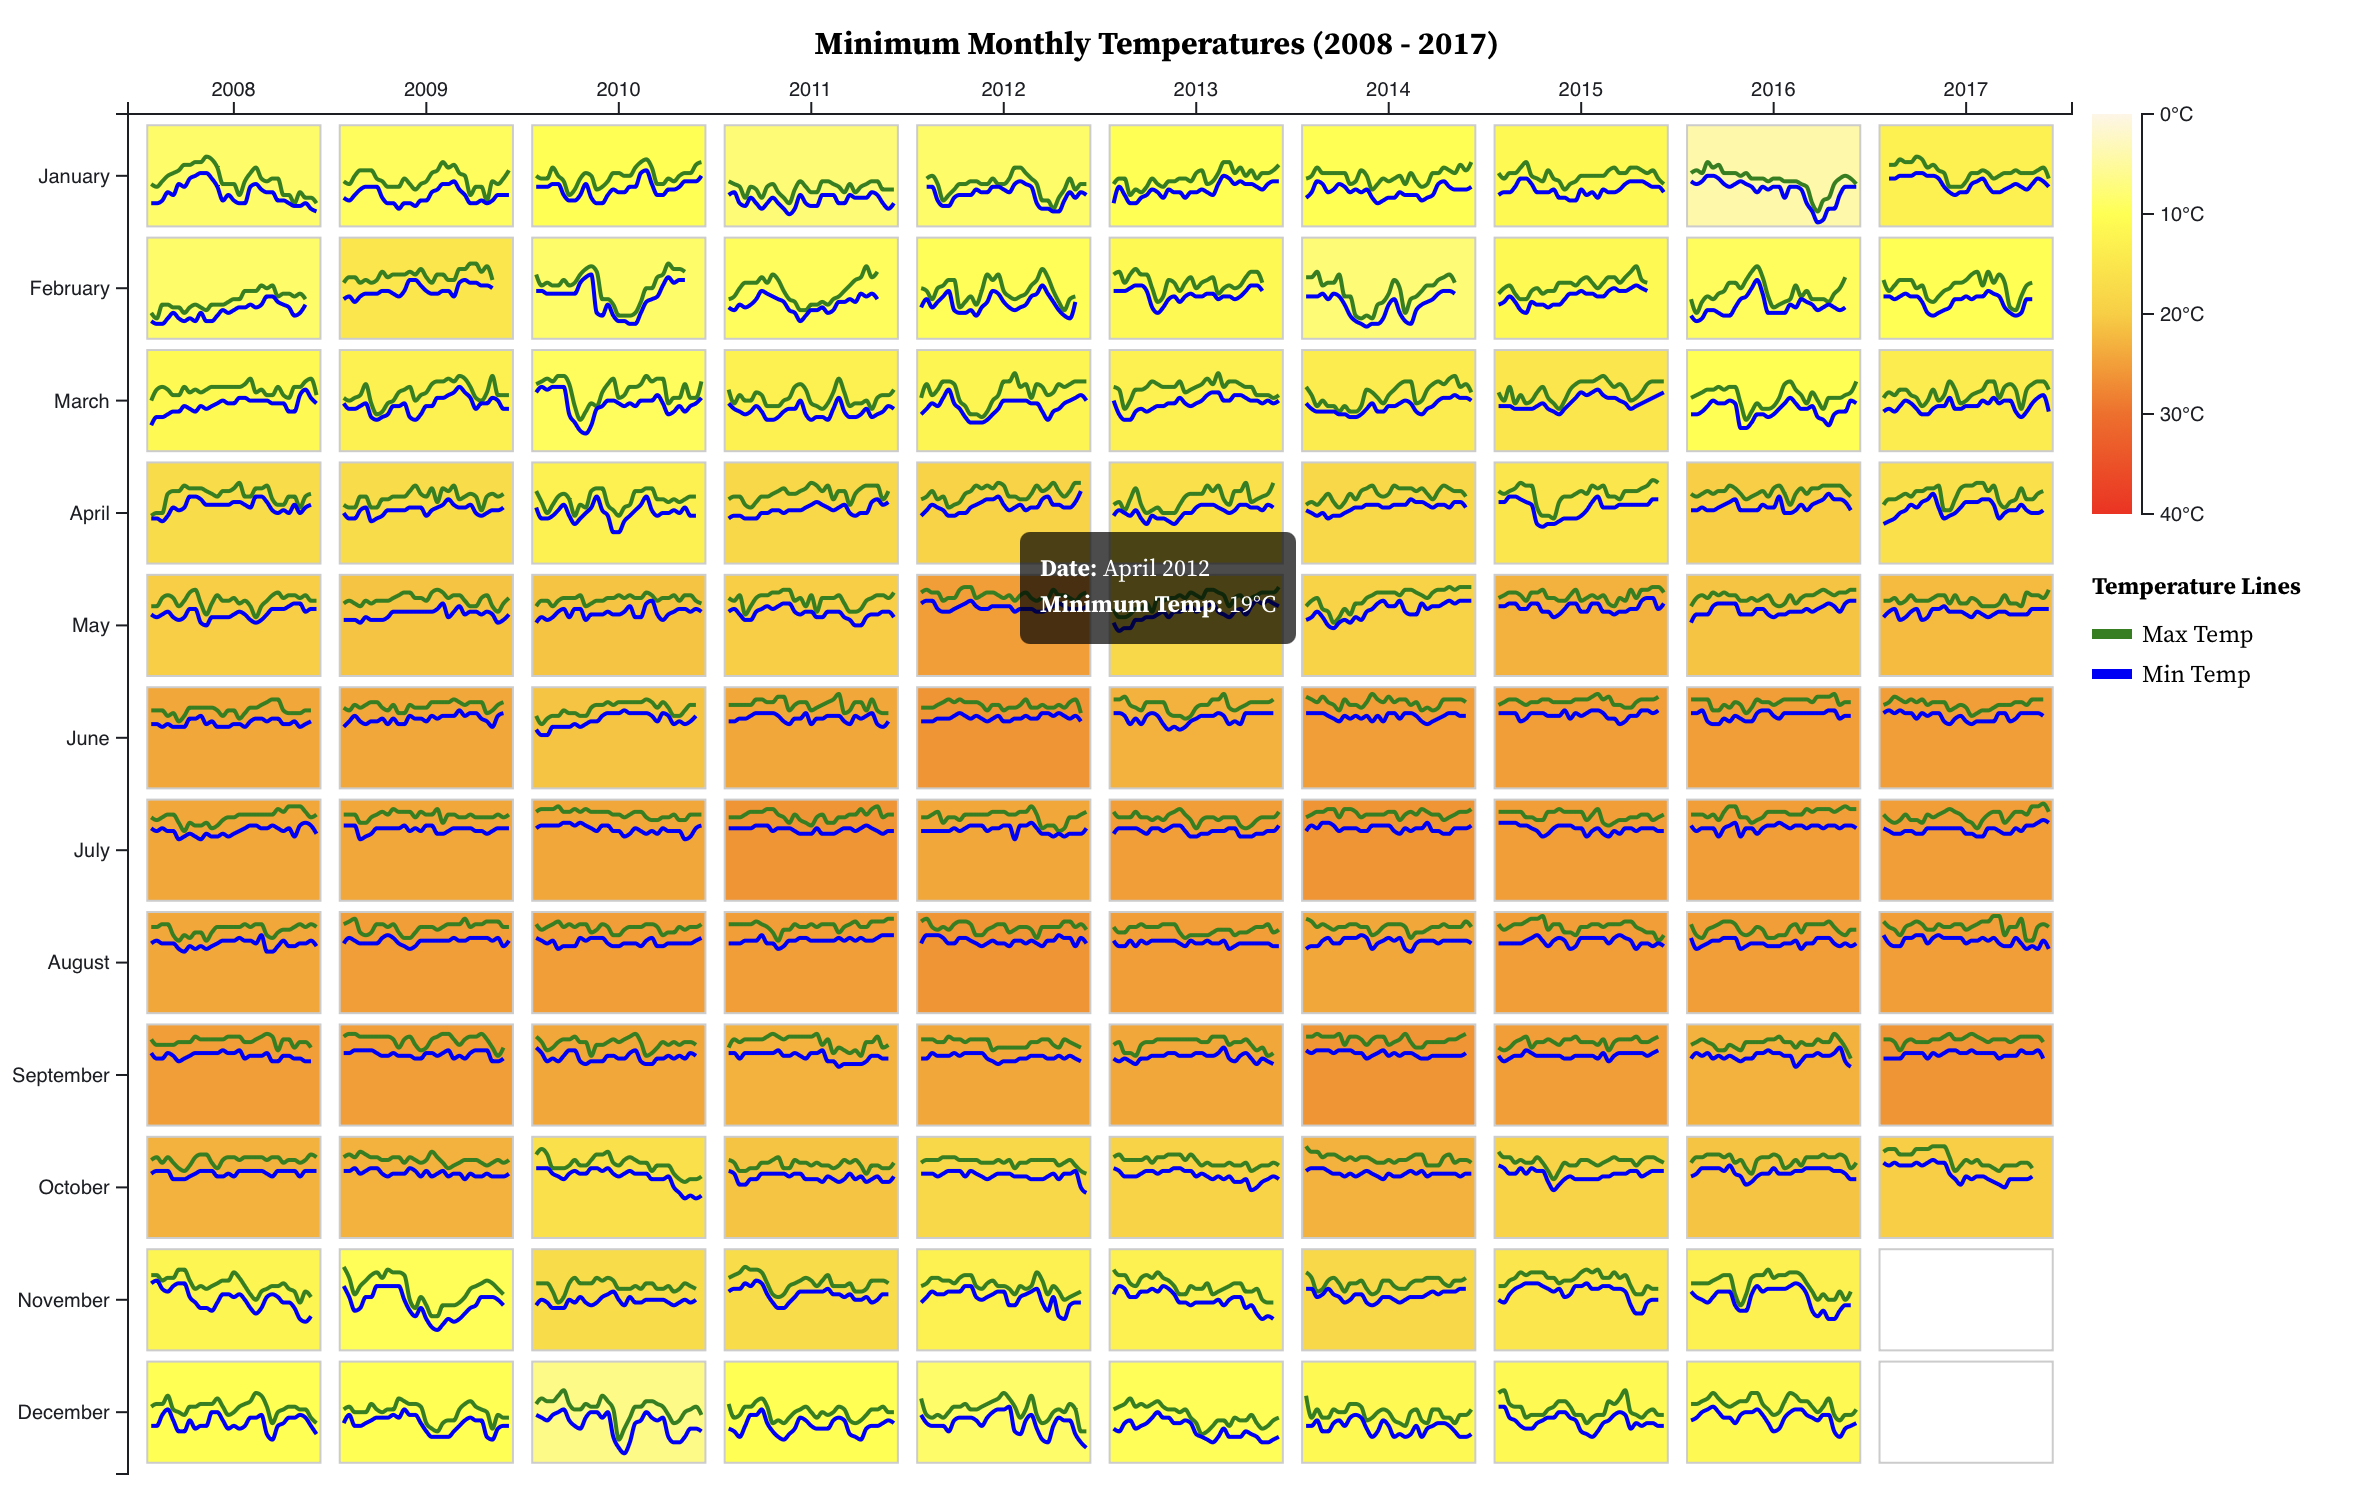 Minimum Monthly Temperatures (2008 - 2017)
2008 2009 2010 2011 2012 2013 2014 2015 2016 2017
January
February
March
April
May
June
July
August
September
October
November
December
Date: April 2012
Minimum Temp: 19°C
0°C
10°C
20°C
30°C
40°C
Temperature Lines
Max Temp
Min Temp